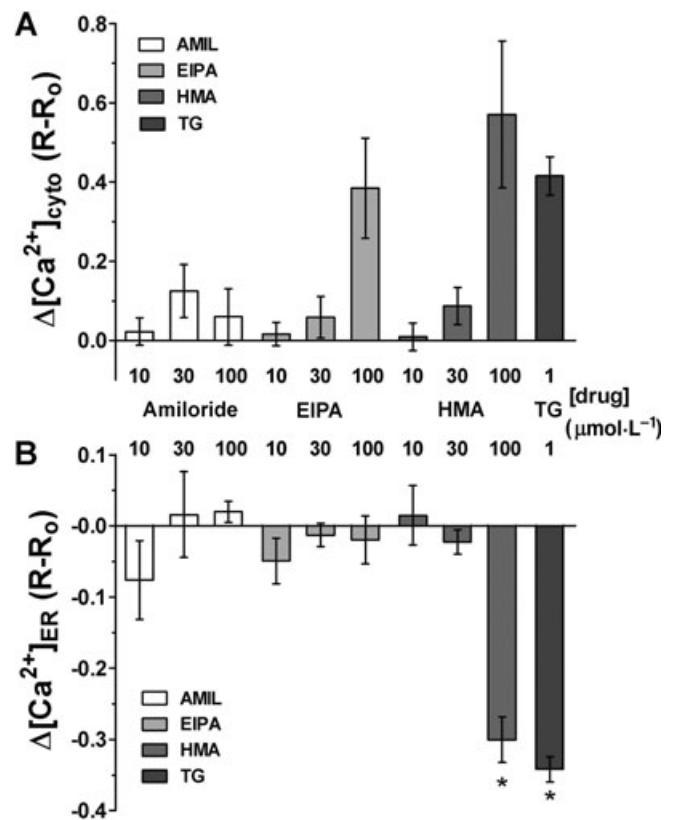 A
Δ[Ca²⁺]cyto (R-Ro)
0.8
0.6
0.4
0.2
0.0
AMIL
EIPA
HMA
TG
10 30 100 10 30 100 10 30 100 1
Amiloride EIPA HMA TG [drug]
(μmol·L⁻¹)
B
10 30 100 10 30 100 10 30 100 1
Δ[Ca²⁺]ER (R-Ro)
0.1
-0.0
-0.1
-0.2
-0.3
-0.4
AMIL
EIPA
HMA
TG
* *